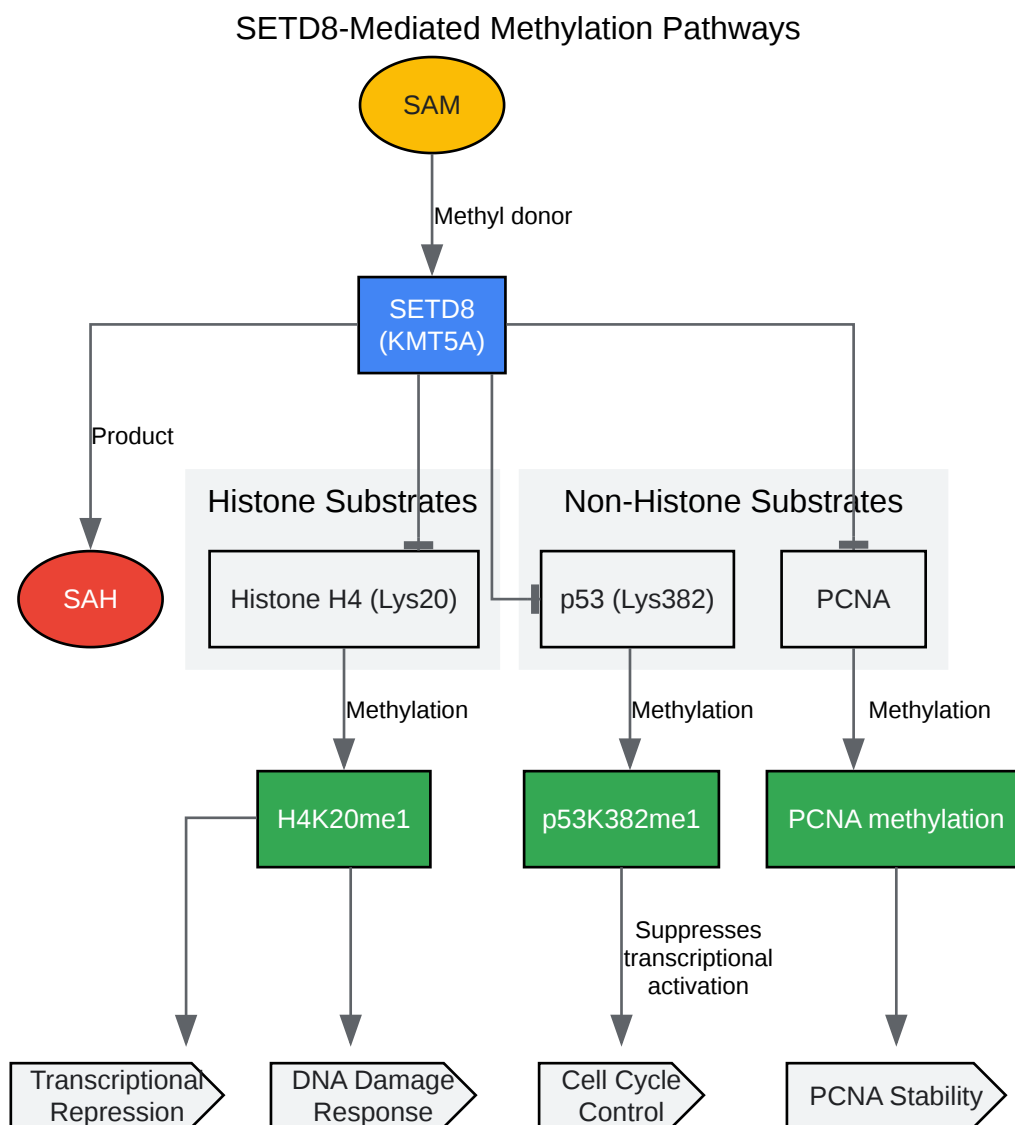 SETD8-Mediated Methylation Pathways
SAM
Methyl donor
SETD8
(KMT5A)
Product
Histone Substrates
Non-Histone Substrates
SAH
Histone H4 (Lys20)
p53 (Lys382)
PCNA
Methylation
Methylation
Methylation
H4K20me1
p53K382me1
PCNA methylation
Suppresses
transcriptional
activation
Transcriptional
Repression
DNA Damage
Response
Cell Cycle
Control
PCNA Stability